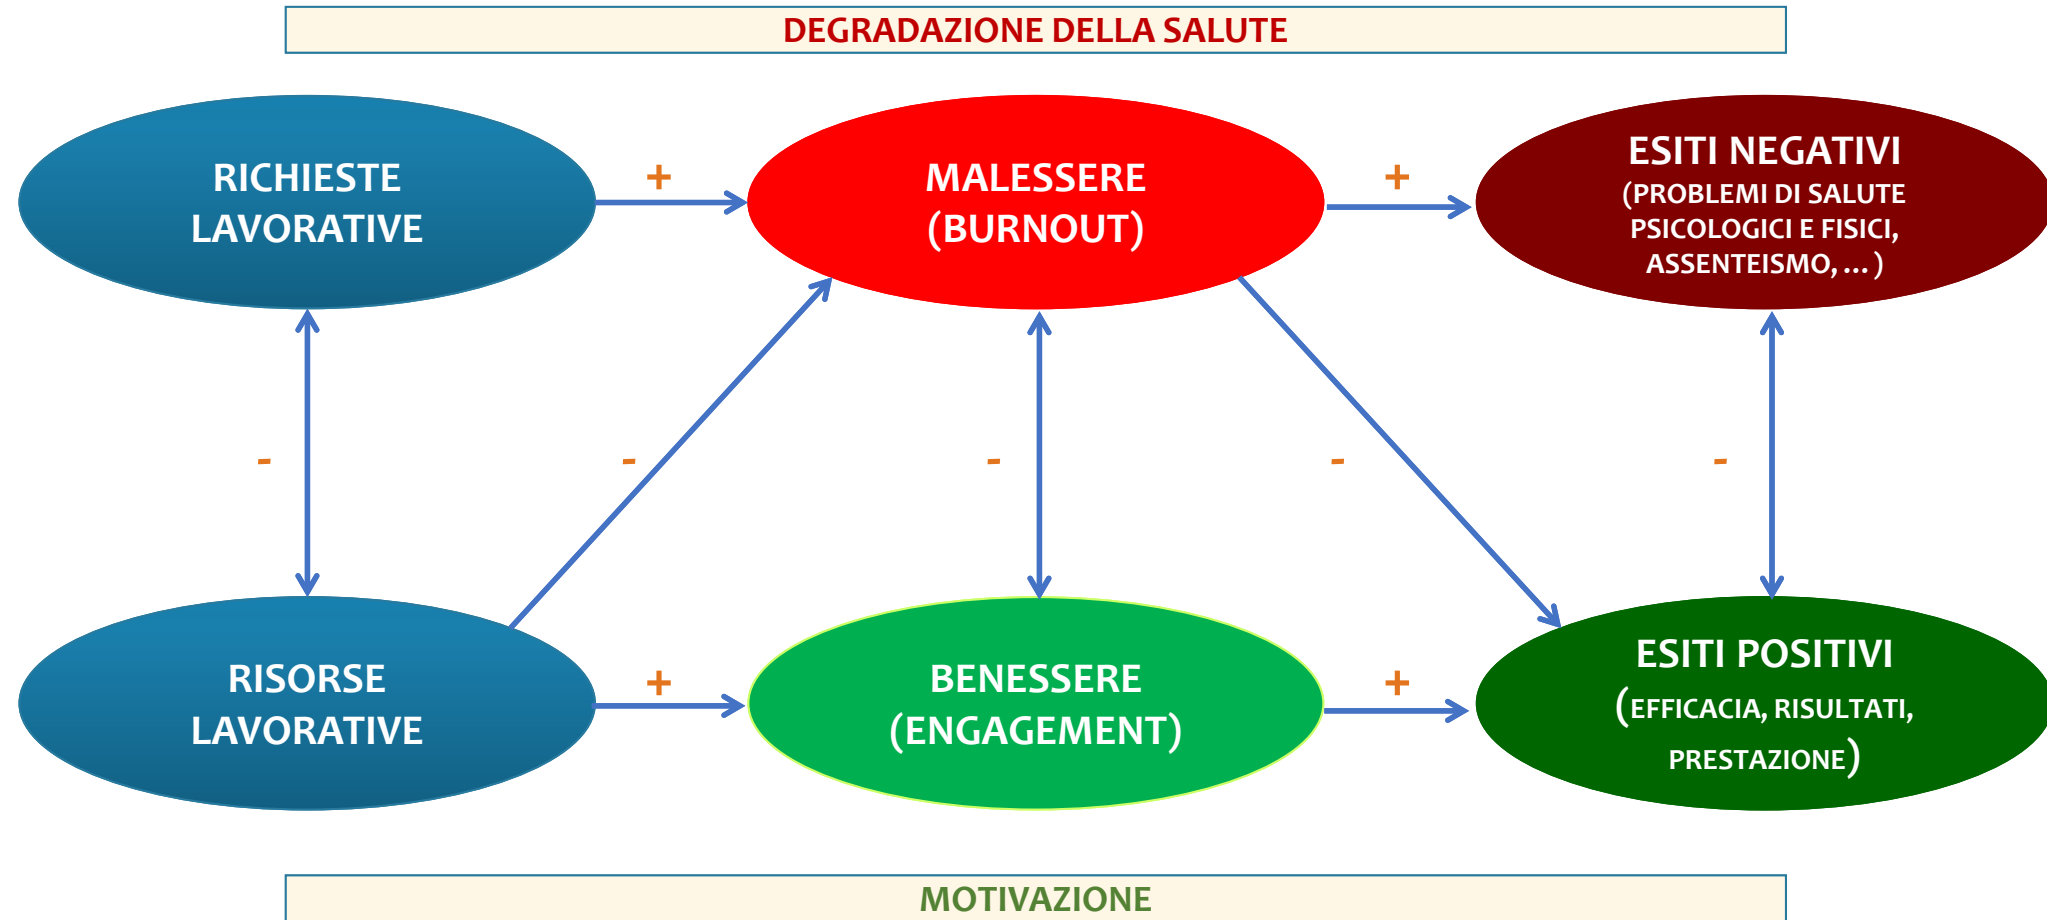 DEGRADAZIONE DELLA SALUTE
RICHIESTE
LAVORATIVE
+
MALESSERE
(BURNOUT)
+
ESITI NEGATIVI
(PROBLEMI DI SALUTE
PSICOLOGICI E FISICI,
ASSENTEISMO, ... )
-
-
-
-
-
RISORSE
LAVORATIVE
+
BENESSERE
(ENGAGEMENT)
+
ESITI POSITIVI
(EFFICACIA, RISULTATI,
PRESTAZIONE)
MOTIVAZIONE